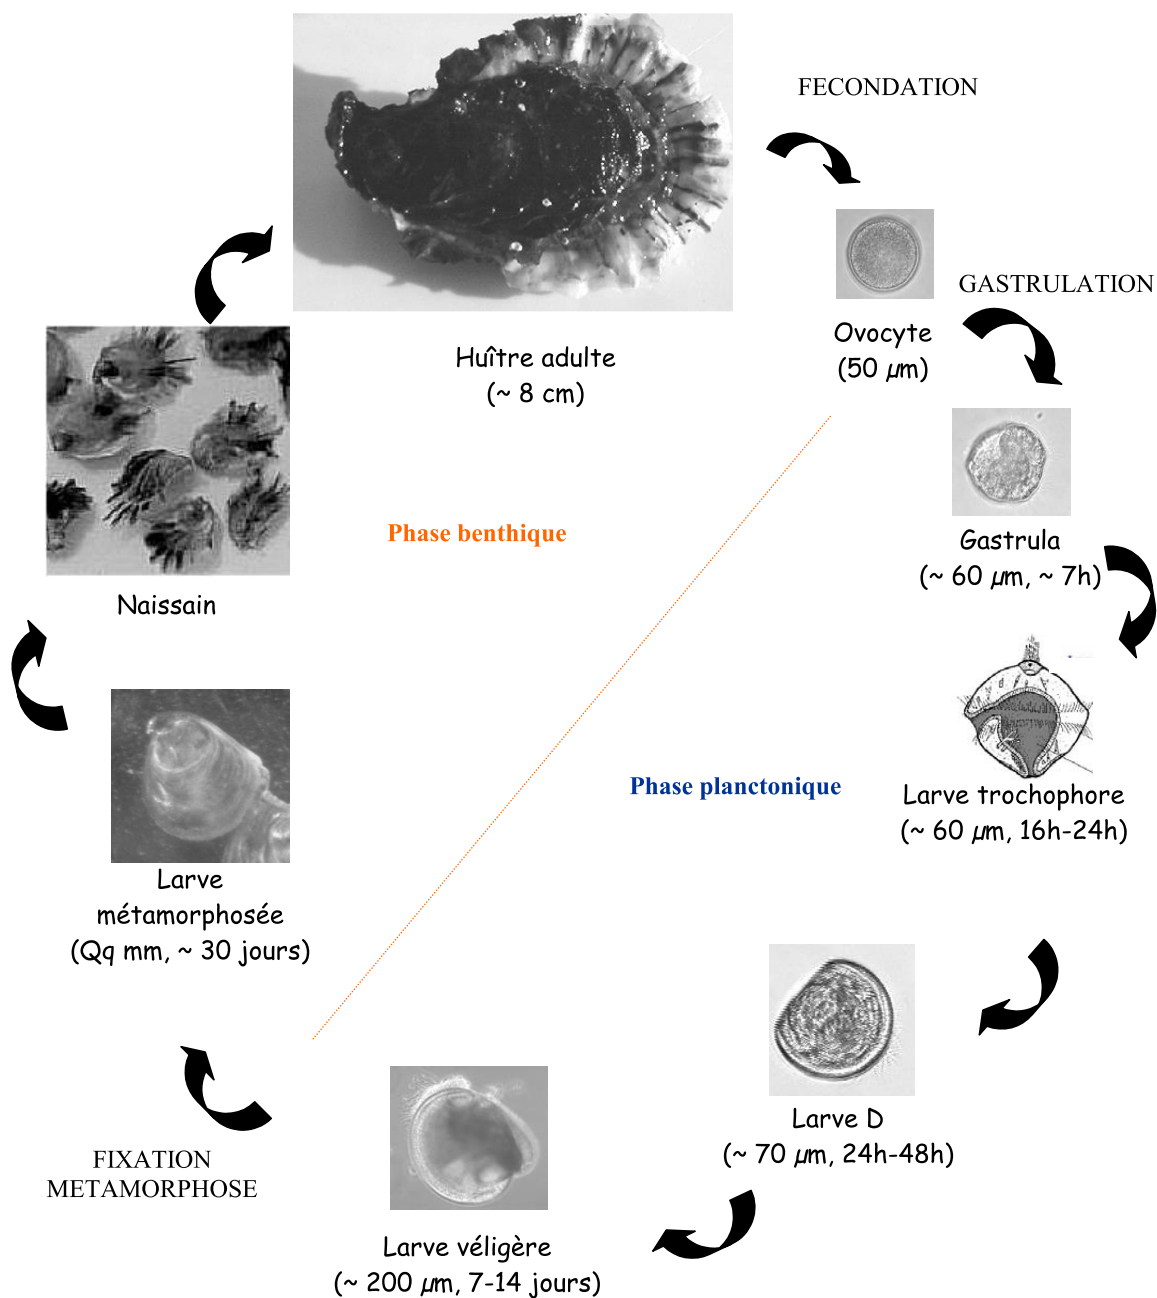 FECONDATION
GASTRULATION
Ovocyte
(50 µm)
Huître adulte
(~ 8 cm)
Phase benthique
Gastrula
(~ 60 µm, ~ 7h)
Naissain
Phase planctonique
Larve trochophore
(~ 60 µm, 16h-24h)
Larve
métamorphosée
(Qq mm, ~ 30 jours)
Larve D
(~ 70 µm, 24h-48h)
FIXATION
METAMORPHOSE
Larve véligère
(~ 200 µm, 7-14 jours)